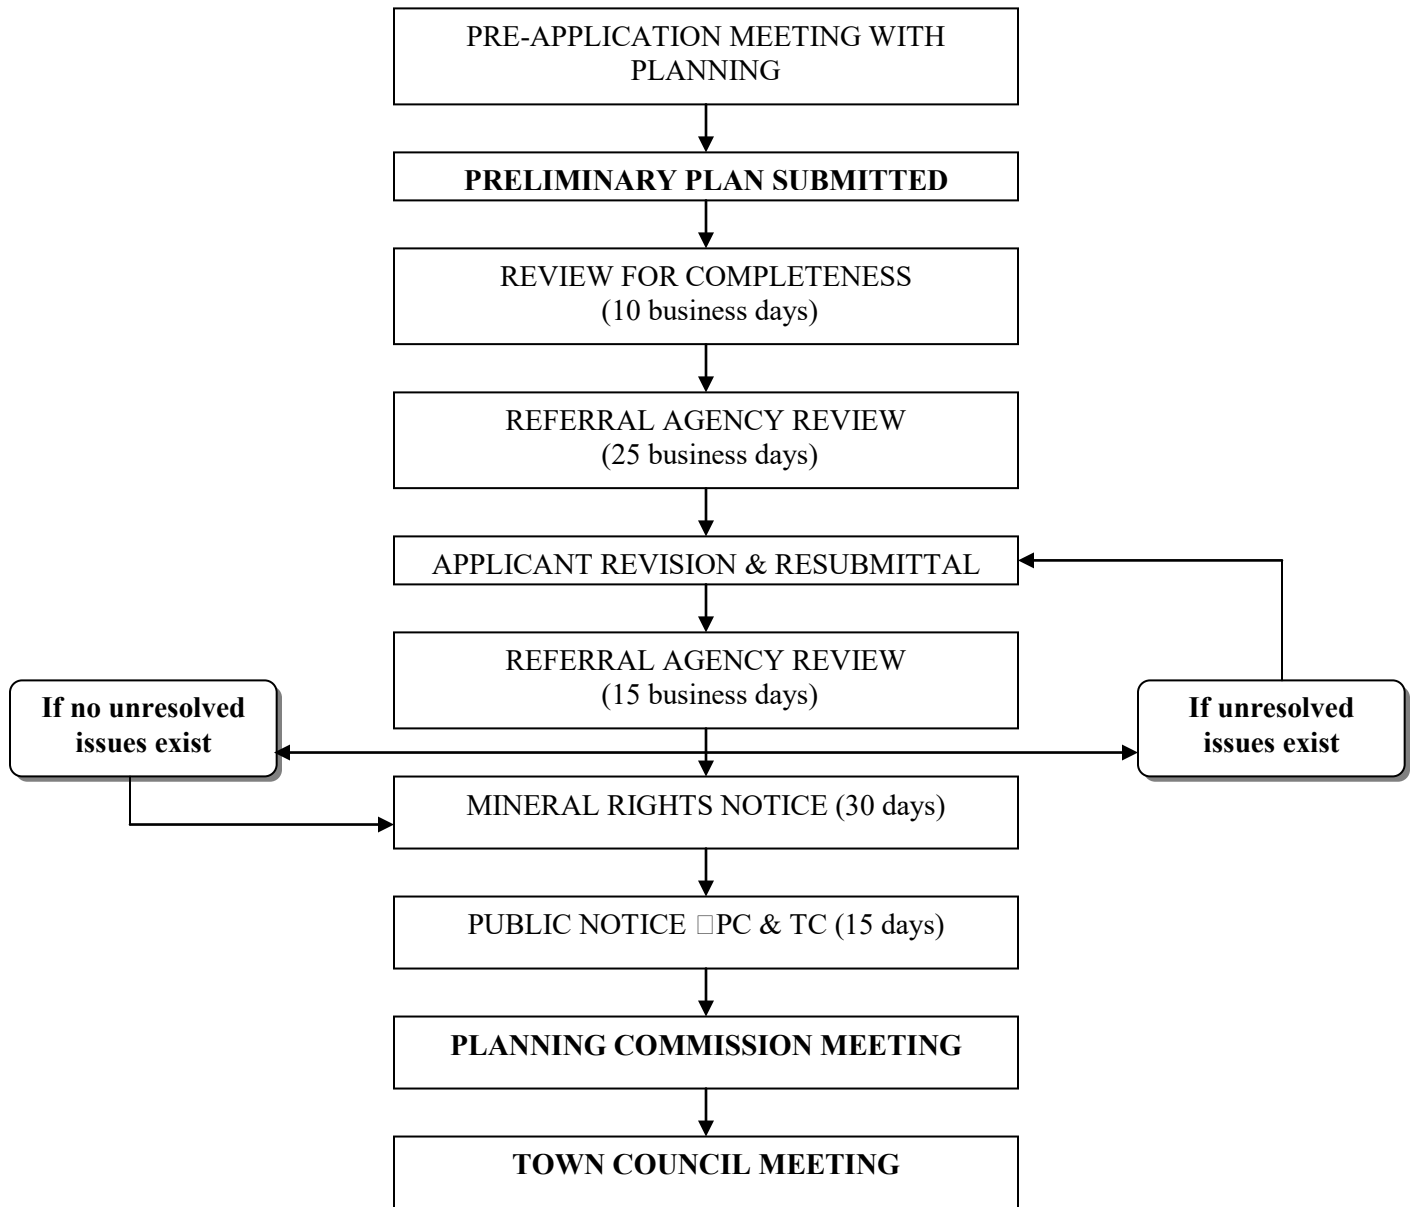 PRE-APPLICATION MEETING WITH
PLANNING
PRELIMINARY PLAN SUBMITTED
REVIEW FOR COMPLETENESS
(10 business days)
REFERRAL AGENCY REVIEW
(25 business days)
APPLICANT REVISION & RESUBMITTAL
REFERRAL AGENCY REVIEW
(15 business days)
If no unresolved
issues exist
If unresolved
issues exist
MINERAL RIGHTS NOTICE (30 days)
PUBLIC NOTICE □PC & TC (15 days)
PLANNING COMMISSION MEETING
TOWN COUNCIL MEETING